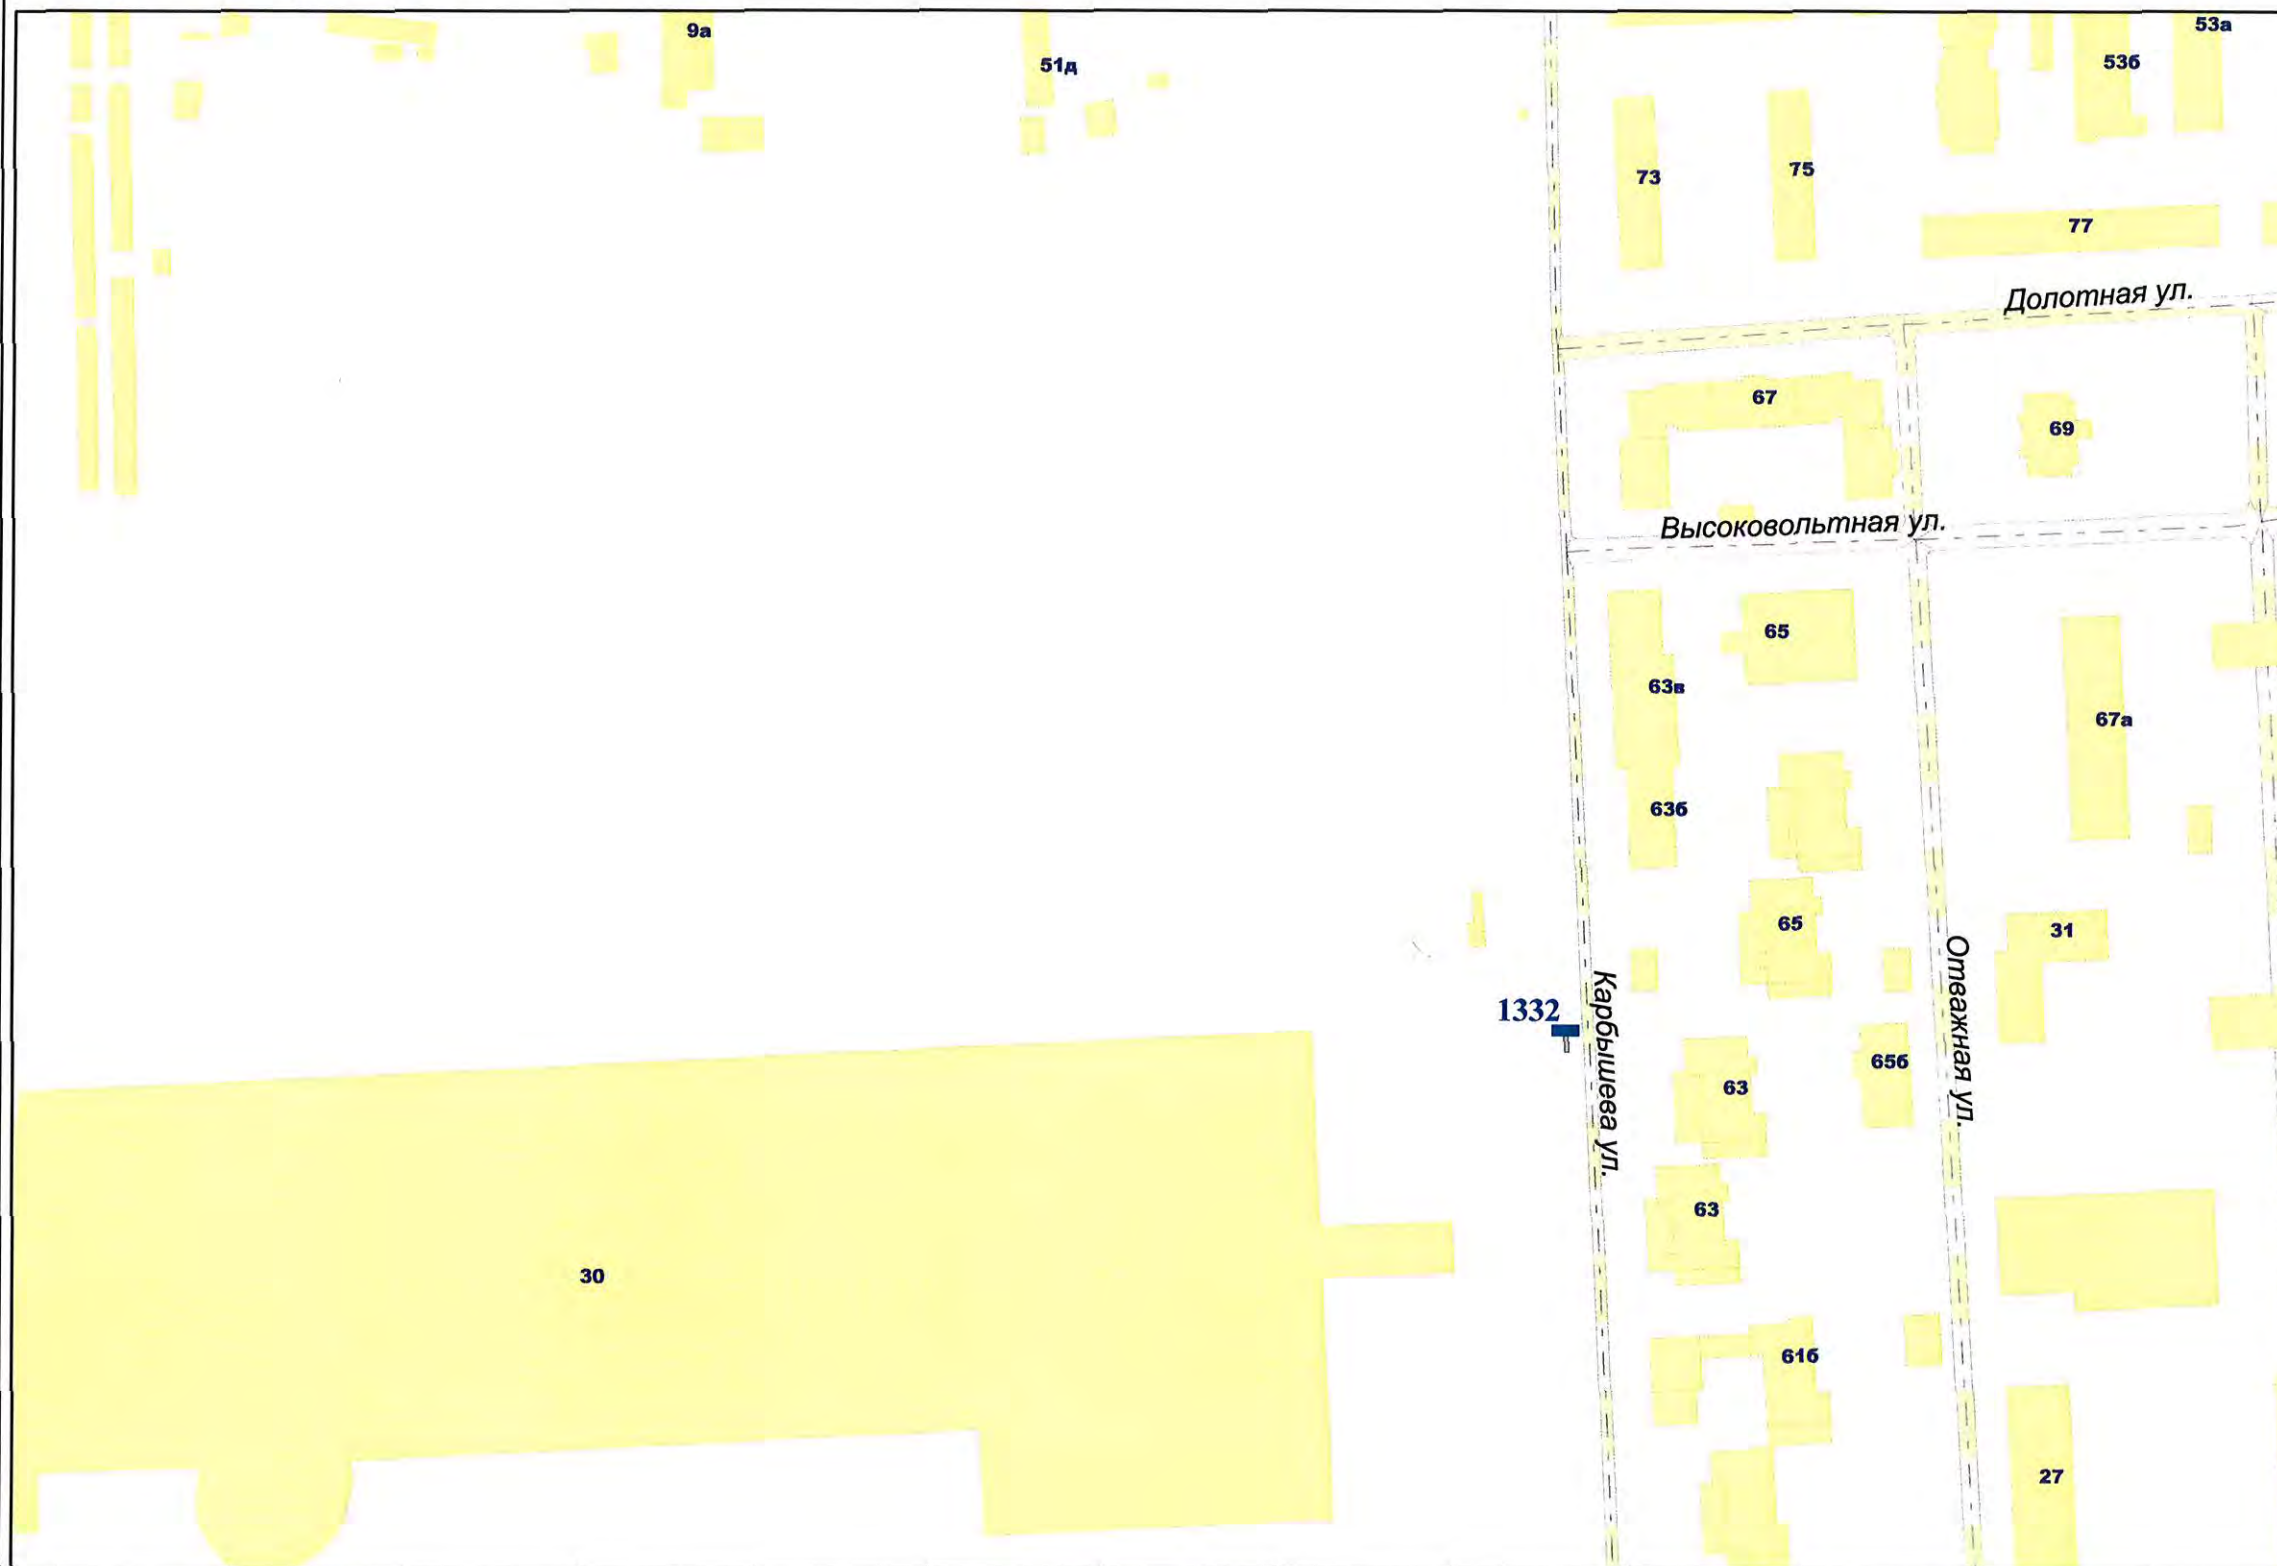 9а
53а
51д
53б
73
75
77
Долотная ул.
67
69
Высоковольтная ул.
65
63в
67а
63б
65
31
1332
Карбышева ул.
Отважная ул.
63
65б
63
30
61б
27